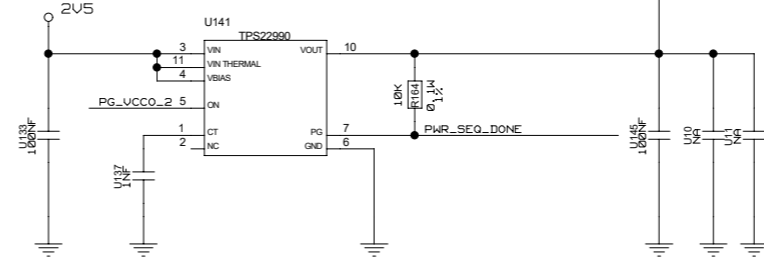 2V5
U141
TPS22990
3 VIN VOUT 10
11 VIN THERMAL
4 VBIAS
PG_VCCO_2 5 ON
1 CT PG 7 PWR_SEQ_DONE
2 NC GND 6
U133
100NF
U137
1NF
10K
R164
0.1W
1%
U145
100NF
U10
NA
U11
NA